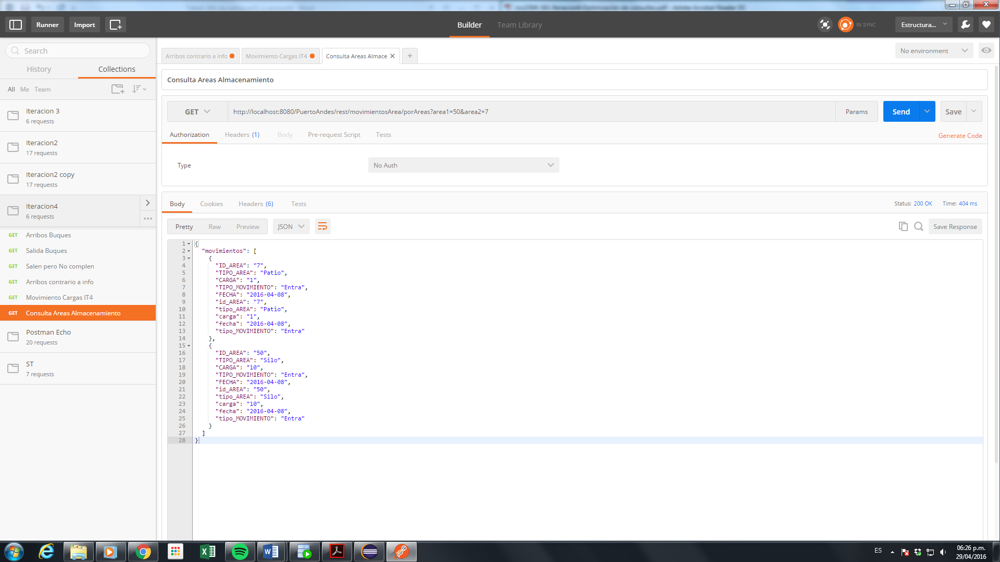 Runner
Import
Builder
Team Library
IN SYNC
Estructura...
Search
History
Collections
All Me Team
Iteracion 3
6 requests
Iteracion2
17 requests
Iteracion2 copy
17 requests
Iteracion4
6 requests
GET Arribos Buques
GET Salida Buques
GET Salen pero No complen
GET Arribos contrario a info
GET Movimiento Cargas IT4
GET Consulta Areas Almacenamiento
Postman Echo
20 requests
ST
7 requests
Arribos contrario a info
Movimiento Cargas IT4
Consulta Areas Almace
No environment
Consulta Areas Almacenamiento
GET
http://localhost:8080/PuertoAndes/rest/movimientosArea/porAreas?area1=50&area2=7
Params
Send
Save
Authorization
Headers (1)
Body
Pre-request Script
Tests
Generate Code
Type
No Auth
Body
Cookies
Headers (6)
Tests
Status: 200 OK
Time: 404 ms
Pretty
Raw
Preview
JSON
Save Response
1 {
2 "movimientos": [
3 {
4 "ID_AREA": "7",
5 "TIPO_AREA": "Patio",
6 "CARGA": "1",
7 "TIPO_MOVIMIENTO": "Entra",
8 "FECHA": "2016-04-08",
9 "id_AREA": "7",
10 "tipo_AREA": "Patio",
11 "carga": "1",
12 "fecha": "2016-04-08",
13 "tipo_MOVIMIENTO": "Entra"
14 },
15 {
16 "ID_AREA": "50",
17 "TIPO_AREA": "Silo",
18 "CARGA": "10",
19 "TIPO_MOVIMIENTO": "Entra",
20 "FECHA": "2016-04-08",
21 "id_AREA": "50",
22 "tipo_AREA": "Silo",
23 "carga": "10",
24 "fecha": "2016-04-08",
25 "tipo_MOVIMIENTO": "Entra"
26 }
27 ]
28 }
ES
06:26 p.m.
29/04/2016